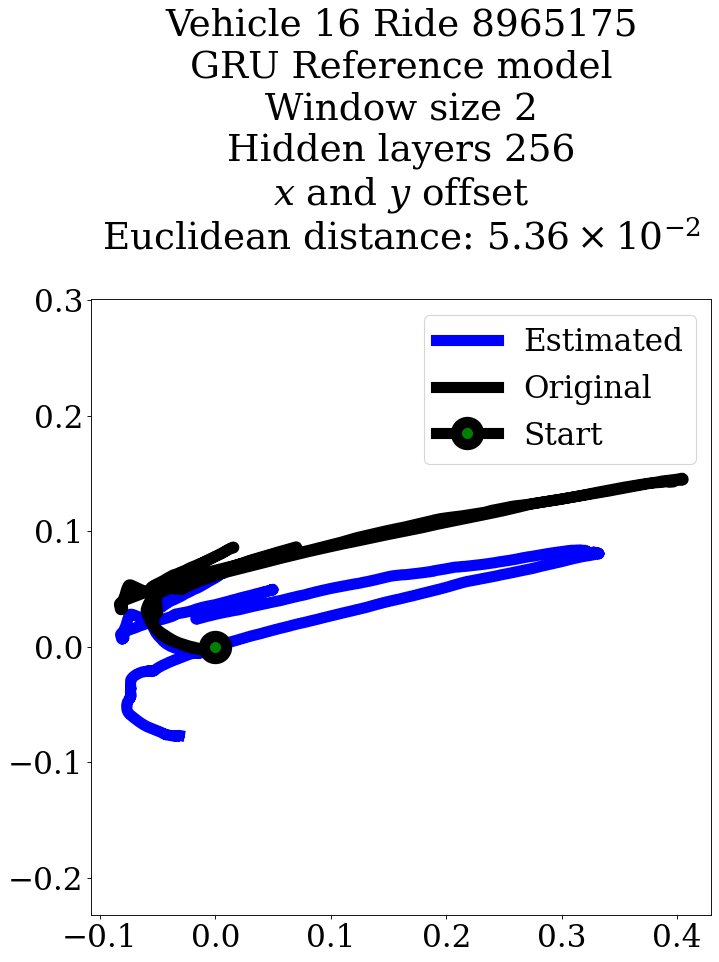 Vehicle 16 Ride 8965175
GRU Reference model
Window size 2
Hidden layers 256
x and y offset
Euclidean distance: 5.36 × 10⁻²
Estimated
Original
Start
0.3
0.2
0.1
0.0
−0.1
−0.2
−0.1 0.0 0.1 0.2 0.3 0.4